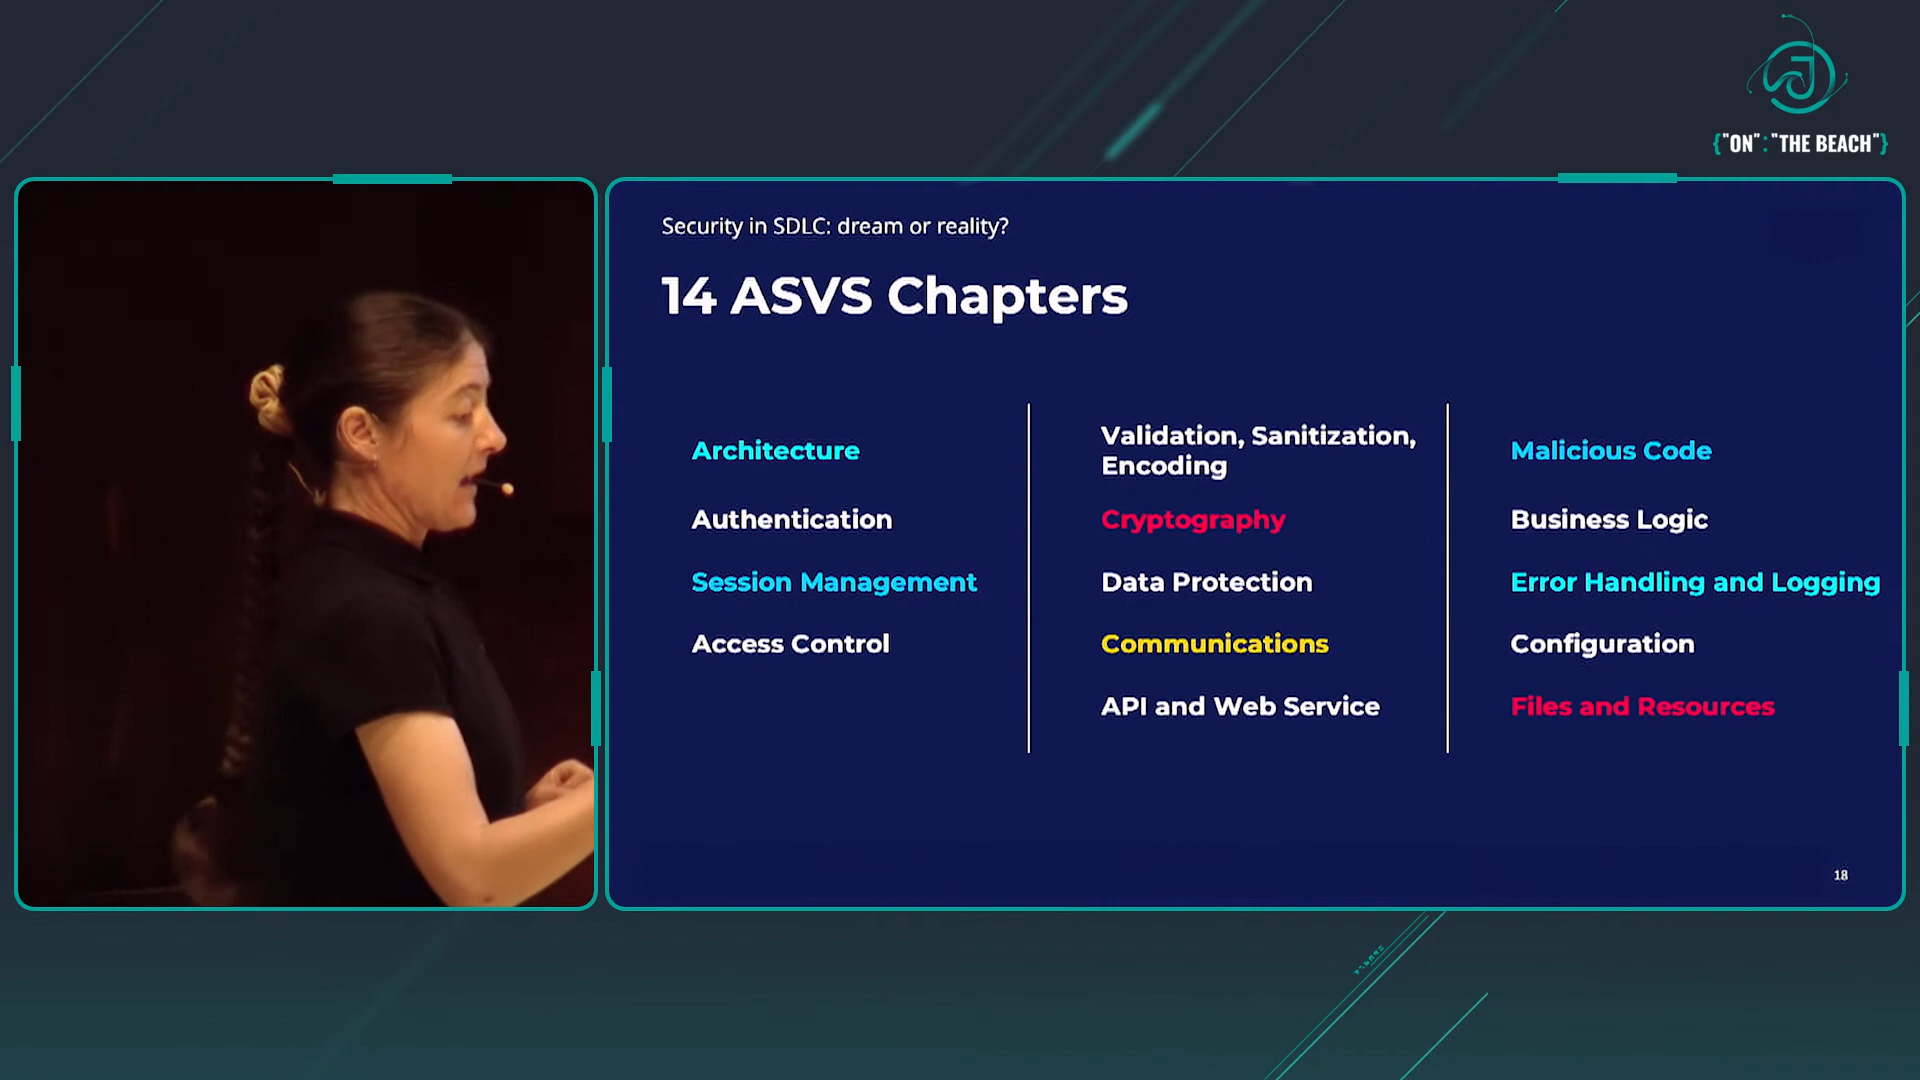 {"ON":"THE BEACH"}
Security in SDLC: dream or reality?
14 ASVS Chapters
Architecture
Authentication
Session Management
Access Control
Validation, Sanitization,
Encoding
Cryptography
Data Protection
Communications
API and Web Service
Malicious Code
Business Logic
Error Handling and Logging
Configuration
Files and Resources
18